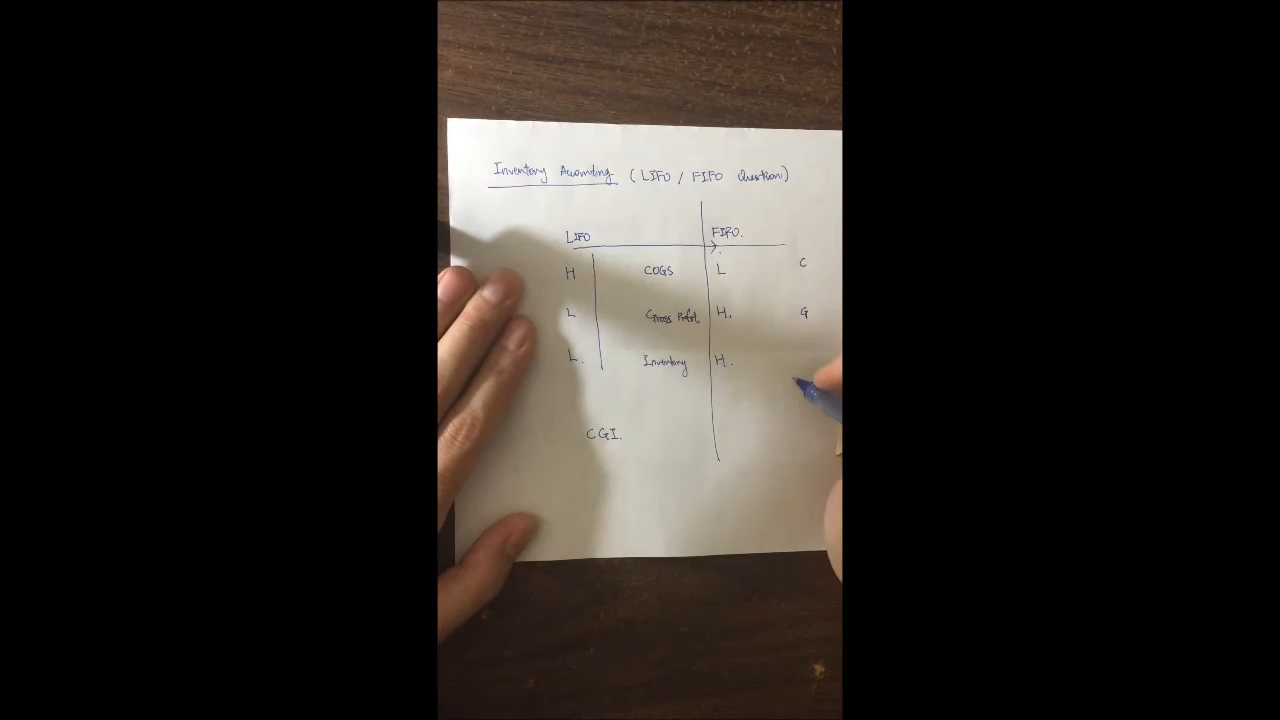 Inventory Accounting (LIFO / FIFO Question)
LIFO FIFO.
H COGS L C
L Gross Profit H. G
L. Inventory H.
CGI.